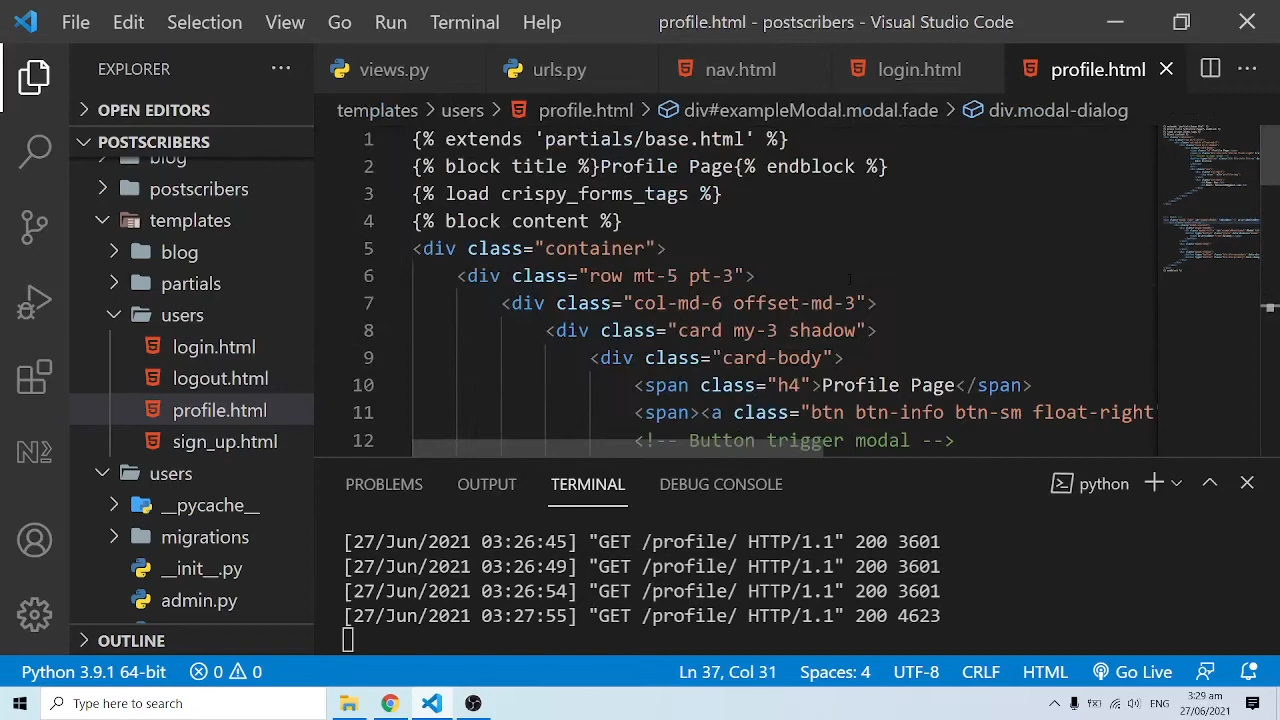 File Edit Selection View Go Run Terminal Help profile.html - postscribers - Visual Studio Code
EXPLORER
OPEN EDITORS
POSTSCRIBERS
blog
postscribers
templates
blog
partials
users
login.html
logout.html
profile.html
sign_up.html
users
__pycache__
migrations
__init__.py
admin.py
OUTLINE
views.py urls.py nav.html login.html profile.html
templates users profile.html div#exampleModal.modal.fade div.modal-dialog
1 {% extends 'partials/base.html' %}
2 {% block title %}Profile Page{% endblock %}
3 {% load crispy_forms_tags %}
4 {% block content %}
5 <div class="container">
6 <div class="row mt-5 pt-3">
7 <div class="col-md-6 offset-md-3">
8 <div class="card my-3 shadow">
9 <div class="card-body">
10 <span class="h4">Profile Page</span>
11 <span><a class="btn btn-info btn-sm float-right"
12 <!-- Button trigger modal -->
PROBLEMS OUTPUT TERMINAL DEBUG CONSOLE python
[27/Jun/2021 03:26:45] "GET /profile/ HTTP/1.1" 200 3601
[27/Jun/2021 03:26:49] "GET /profile/ HTTP/1.1" 200 3601
[27/Jun/2021 03:26:54] "GET /profile/ HTTP/1.1" 200 3601
[27/Jun/2021 03:27:55] "GET /profile/ HTTP/1.1" 200 4623
Python 3.9.1 64-bit 0 0 Ln 37, Col 31 Spaces: 4 UTF-8 CRLF HTML Go Live
Type here to search
ENG
3:29 am
27/06/2021